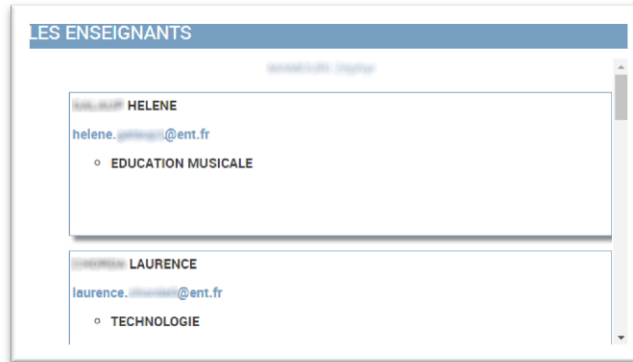 LES ENSEIGNANTS
HELENE
helene. @ent.fr
EDUCATION MUSICALE
LAURENCE
laurence. @ent.fr
TECHNOLOGIE